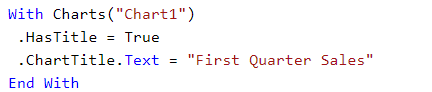 With Charts("Chart1")
 .HasTitle = True
 .ChartTitle.Text = "First Quarter Sales"
End With